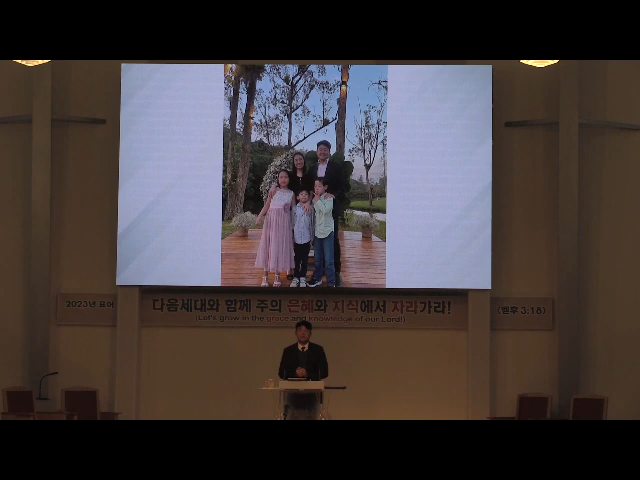 2023년 표어
다음세대와 함께 주의 은혜와 지식에서 자라가라!
(Let's grow in the grace and knowledge of our Lord!)
(벧후 3:18)